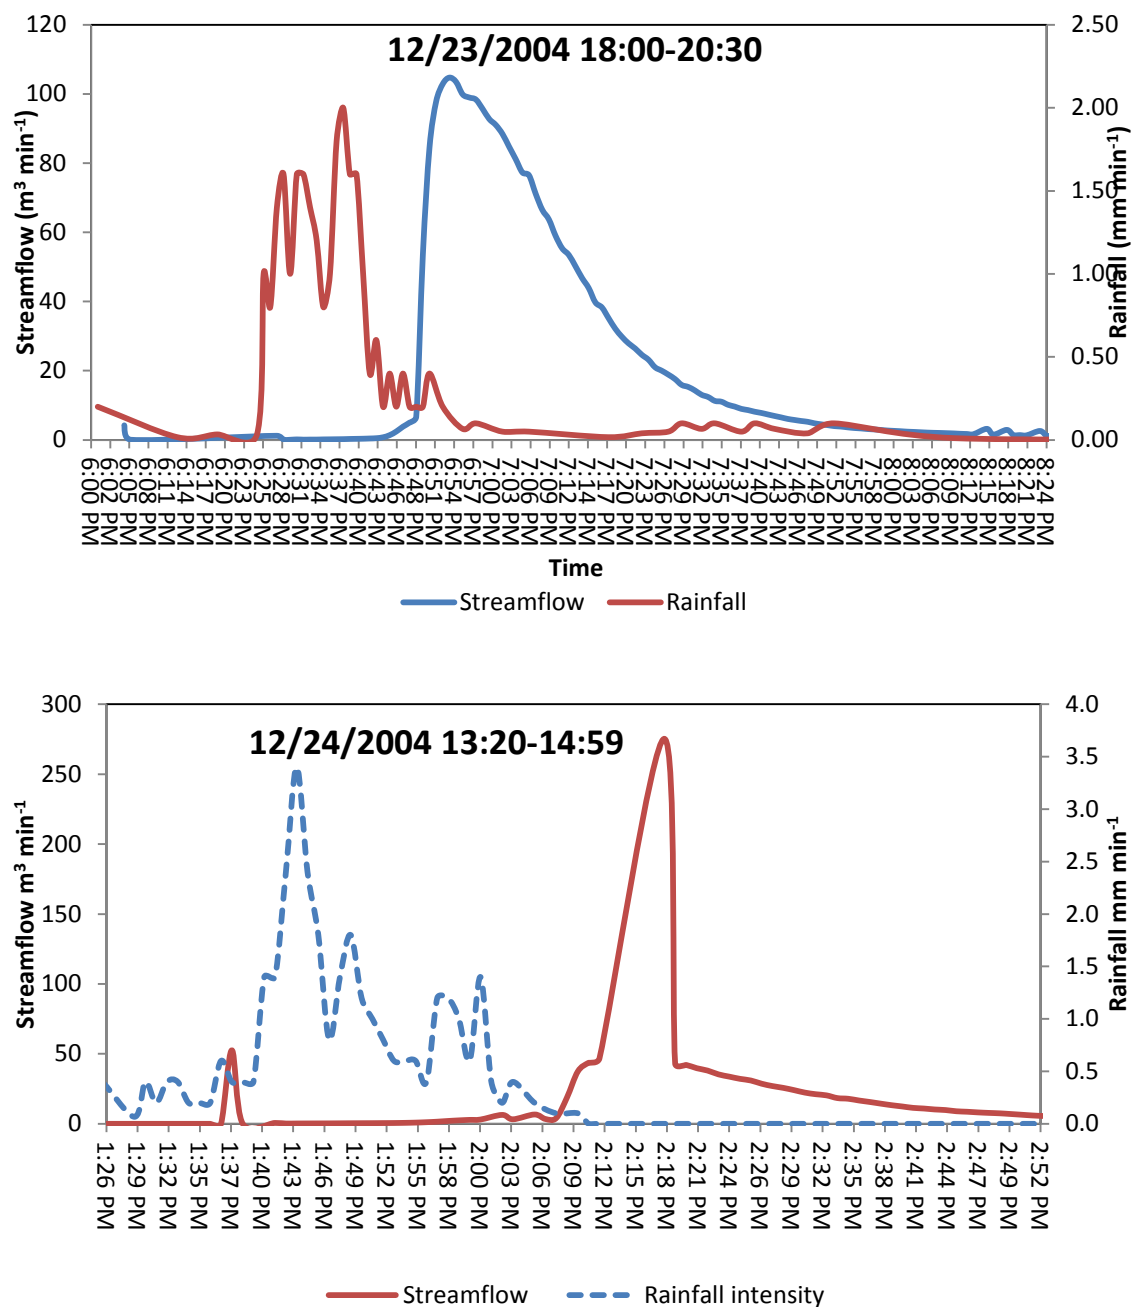 12/23/2004 18:00-20:30
Streamflow (m³ min⁻¹)
120
100
80
60
40
20
0
Rainfall (mm min⁻¹)
2.50
2.00
1.50
1.00
0.50
0.00
6:00 PM
6:02 PM
6:05 PM
6:08 PM
6:11 PM
6:14 PM
6:17 PM
6:20 PM
6:22 PM
6:25 PM
6:28 PM
6:31 PM
6:34 PM
6:37 PM
6:40 PM
6:43 PM
6:46 PM
6:48 PM
6:51 PM
6:54 PM
6:57 PM
7:00 PM
7:03 PM
7:06 PM
7:09 PM
7:12 PM
7:14 PM
7:17 PM
7:20 PM
7:23 PM
7:26 PM
7:29 PM
7:32 PM
7:35 PM
7:37 PM
7:40 PM
7:43 PM
7:46 PM
7:49 PM
7:52 PM
7:55 PM
7:58 PM
8:00 PM
8:03 PM
8:06 PM
8:09 PM
8:12 PM
8:15 PM
8:18 PM
8:21 PM
8:24 PM
Time
Streamflow
Rainfall
12/24/2004 13:20-14:59
Streamflow m³ min⁻¹
300
250
200
150
100
50
0
Rainfall mm min⁻¹
4.0
3.5
3.0
2.5
2.0
1.5
1.0
0.5
0.0
1:26 PM
1:29 PM
1:32 PM
1:35 PM
1:37 PM
1:40 PM
1:43 PM
1:46 PM
1:49 PM
1:52 PM
1:55 PM
1:58 PM
2:00 PM
2:03 PM
2:06 PM
2:09 PM
2:12 PM
2:15 PM
2:18 PM
2:21 PM
2:24 PM
2:26 PM
2:29 PM
2:32 PM
2:35 PM
2:38 PM
2:41 PM
2:44 PM
2:47 PM
2:49 PM
2:52 PM
Streamflow
Rainfall intensity